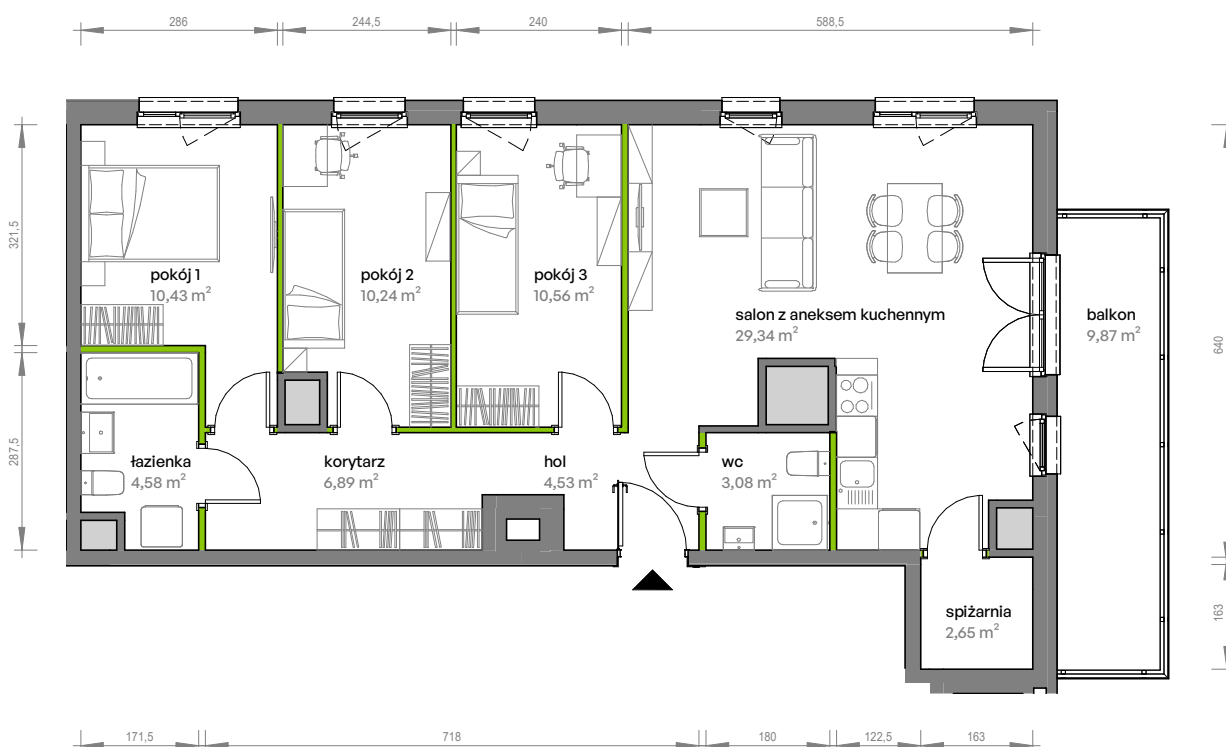 286
244,5
240
588,5
321,5
287,5
640
163
pokój 1
10,43 m²
pokój 2
10,24 m²
pokój 3
10,56 m²
salon z aneksem kuchennym
29,34 m²
balkon
9,87 m²
łazienka
4,58 m²
korytarz
6,89 m²
hol
4,53 m²
wc
3,08 m²
spiżarnia
2,65 m²
171,5
718
180
122,5
163